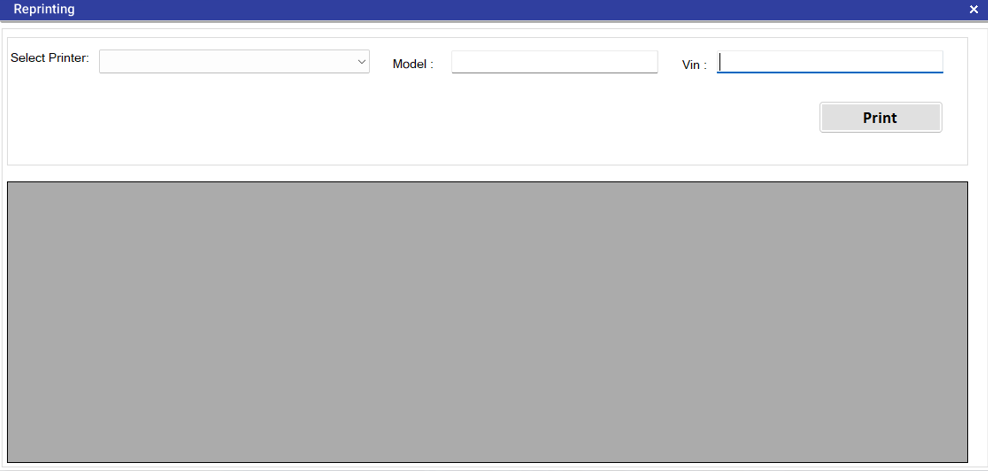 Reprinting
Select Printer:
Model :
Vin :
Print